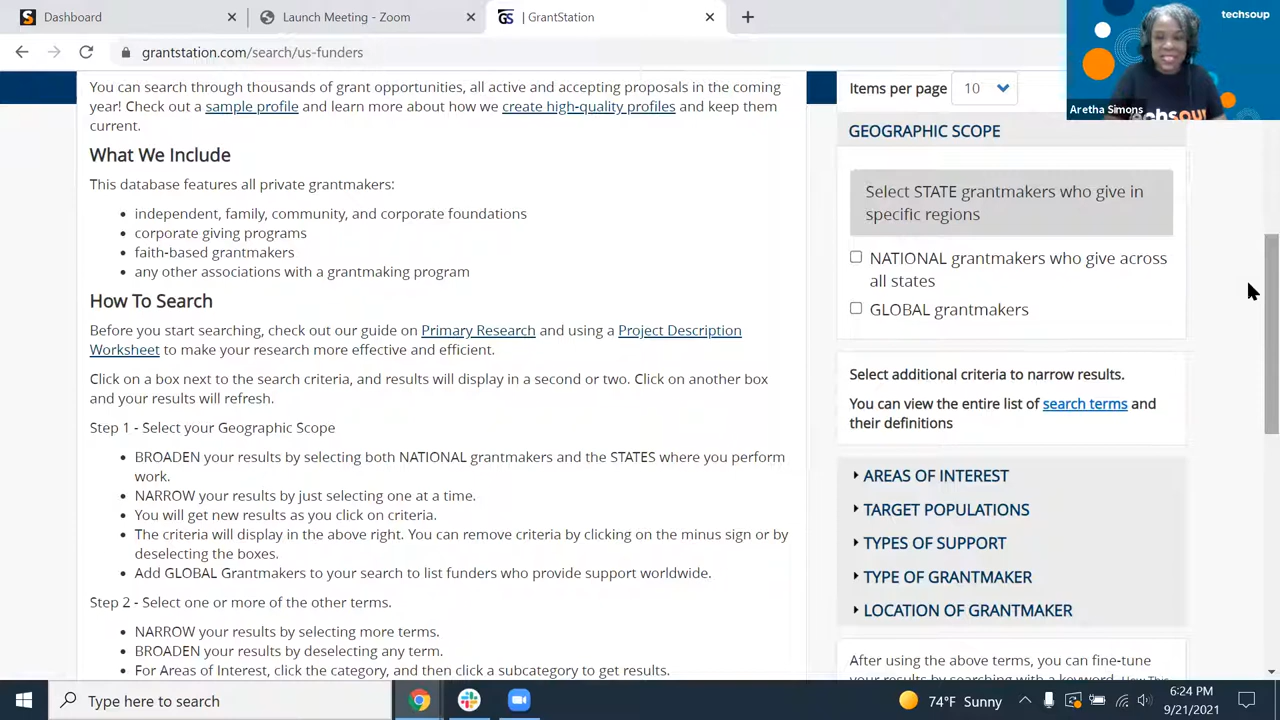 Dashboard
Launch Meeting - Zoom
| GrantStation
grantstation.com/search/us-funders
techsoup
Aretha Simons
You can search through thousands of grant opportunities, all active and accepting proposals in the coming
year! Check out a sample profile and learn more about how we create high-quality profiles and keep them
current.
What We Include
This database features all private grantmakers:
• independent, family, community, and corporate foundations
• corporate giving programs
• faith-based grantmakers
• any other associations with a grantmaking program
How To Search
Before you start searching, check out our guide on Primary Research and using a Project Description
Worksheet to make your research more effective and efficient.
Click on a box next to the search criteria, and results will display in a second or two. Click on another box
and your results will refresh.
Step 1 - Select your Geographic Scope
• BROADEN your results by selecting both NATIONAL grantmakers and the STATES where you perform
work.
• NARROW your results by just selecting one at a time.
• You will get new results as you click on criteria.
• The criteria will display in the above right. You can remove criteria by clicking on the minus sign or by
deselecting the boxes.
• Add GLOBAL Grantmakers to your search to list funders who provide support worldwide.
Step 2 - Select one or more of the other terms.
• NARROW your results by selecting more terms.
• BROADEN your results by deselecting any term.
• For Areas of Interest, click the category, and then click a subcategory to get results.
Items per page 10
GEOGRAPHIC SCOPE
Select STATE grantmakers who give in
specific regions
NATIONAL grantmakers who give across
all states
GLOBAL grantmakers
Select additional criteria to narrow results.
You can view the entire list of search terms and
their definitions
AREAS OF INTEREST
TARGET POPULATIONS
TYPES OF SUPPORT
TYPE OF GRANTMAKER
LOCATION OF GRANTMAKER
After using the above terms, you can fine-tune
your results by searching with a keyword. How This
Type here to search
74°F Sunny
6:24 PM
9/21/2021